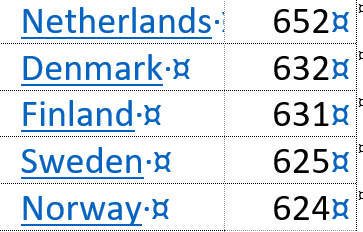 Netherlands·¤ 652¤
Denmark·¤ 632¤
Finland·¤ 631¤
Sweden·¤ 625¤
Norway·¤ 624¤